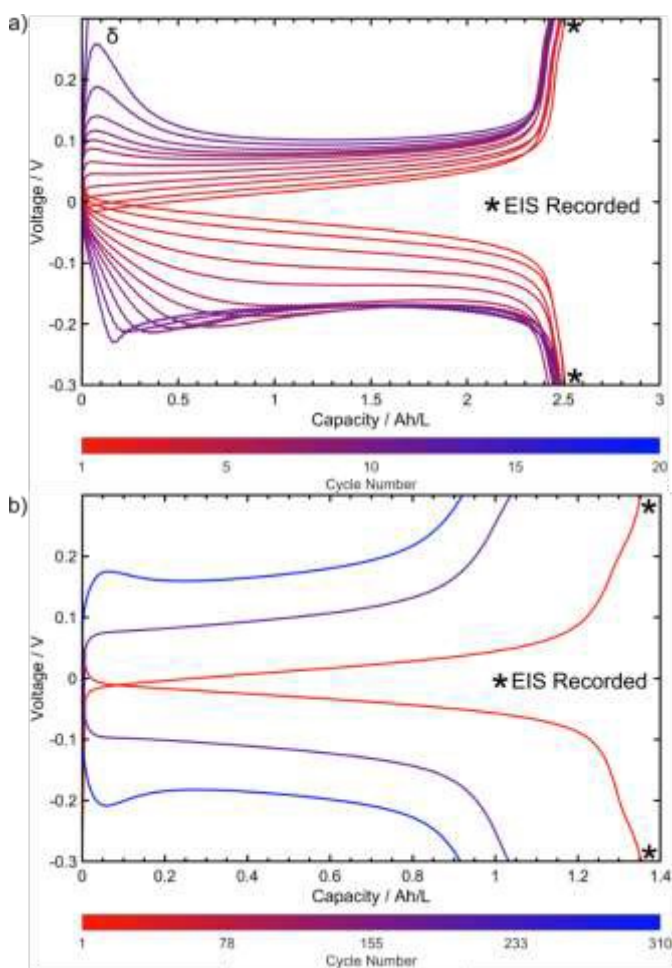 a)
δ
0.2
0.1
0
-0.1
-0.2
-0.3
Voltage / V
* EIS Recorded
*
*
0 0.5 1 1.5 2 2.5 3
Capacity / Ah/L
1 5 10 15 20
Cycle Number
b)
0.2
0.1
0
-0.1
-0.2
-0.3
Voltage / V
* EIS Recorded
*
*
0 0.2 0.4 0.6 0.8 1 1.2 1.4
Capacity / Ah/L
1 78 155 233 310
Cycle Number